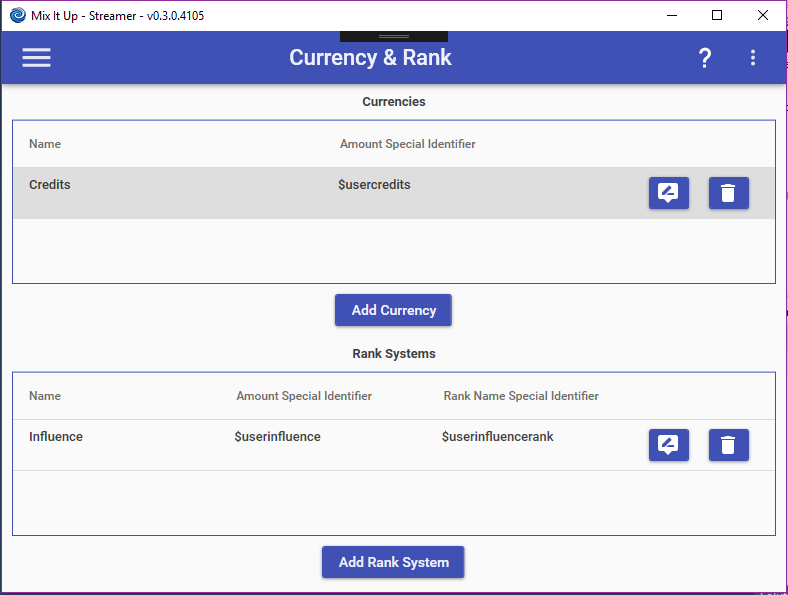 Mix It Up - Streamer - v0.3.0.4105
Currency & Rank
?
Currencies
Name Amount Special Identifier
Credits $usercredits
Add Currency
Rank Systems
Name Amount Special Identifier Rank Name Special Identifier
Influence $userinfluence $userinfluencerank
Add Rank System